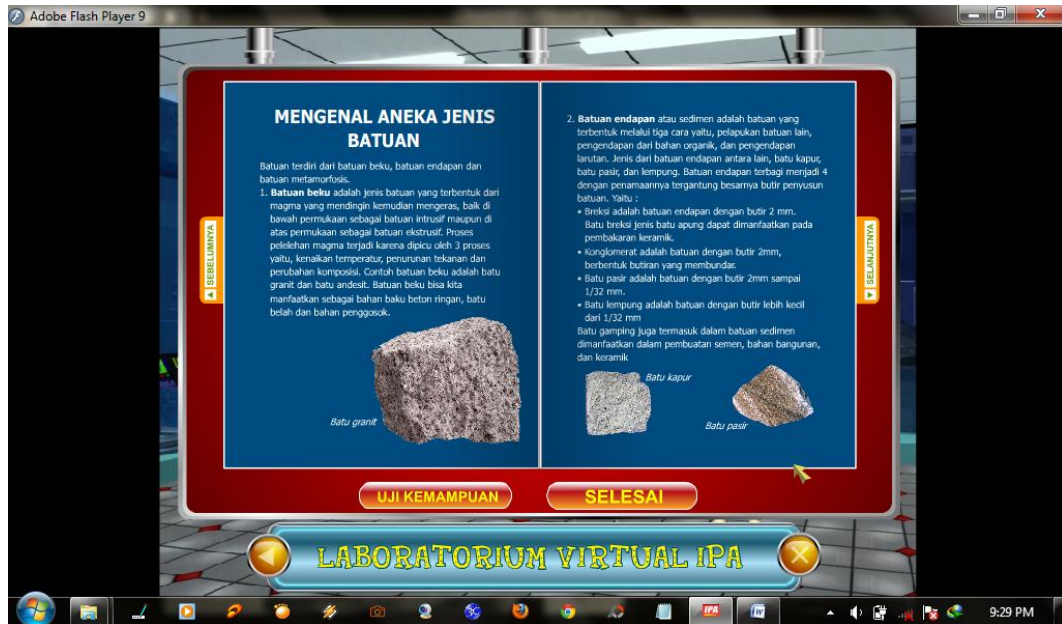 Adobe Flash Player 9
MENGENAL ANEKA JENIS
BATUAN
Batuan terdiri dari batuan beku, batuan endapan dan
batuan metamorfosis.
1. Batuan beku adalah jenis batuan yang terbentuk dari
magma yang mendingin kemudian mengeras, baik di
bawah permukaan sebagai batuan intrusif maupun di
atas permukaan sebagai batuan ekstrusif. Proses
pelelehan magma terjadi karena dipicu oleh 3 proses
yaitu, kenaikan temperatur, penurunan tekanan dan
perubahan komposisi. Contoh batuan beku adalah batu
granit dan batu andesit. Batuan beku bisa kita
manfaatkan sebagai bahan baku beton ringan, batu
belah dan bahan penggosok.
Batu granit
2. Batuan endapan atau sedimen adalah batuan yang
terbentuk melalui tiga cara yaitu, pelapukan batuan lain,
pengendapan dari bahan organik, dan pengendapan
larutan. Jenis dari batuan endapan antara lain, batu kapur,
batu pasir, dan lempung. Batuan endapan terbagi menjadi 4
dengan penamaannya tergantung besarnya butir penyusun
batuan. Yaitu :
• Breksi adalah batuan endapan dengan butir 2 mm.
Batu breksi jenis batu apung dapat dimanfaatkan pada
pembakaran keramik.
• Konglomerat adalah batuan dengan butir 2mm,
berbentuk butiran yang membundar.
• Batu pasir adalah batuan dengan butir 2mm sampai
1/32 mm.
• Batu lempung adalah batuan dengan butir lebih kecil
dari 1/32 mm
Batu gamping juga termasuk dalam batuan sedimen
dimanfaatkan dalam pembuatan semen, bahan bangunan,
dan keramik
Batu kapur
Batu pasir
SEBELUMNYA
SELANJUTNYA
UJI KEMAMPUAN
SELESAI
LABORATORIUM VIRTUAL IPA
IPA
9:29 PM